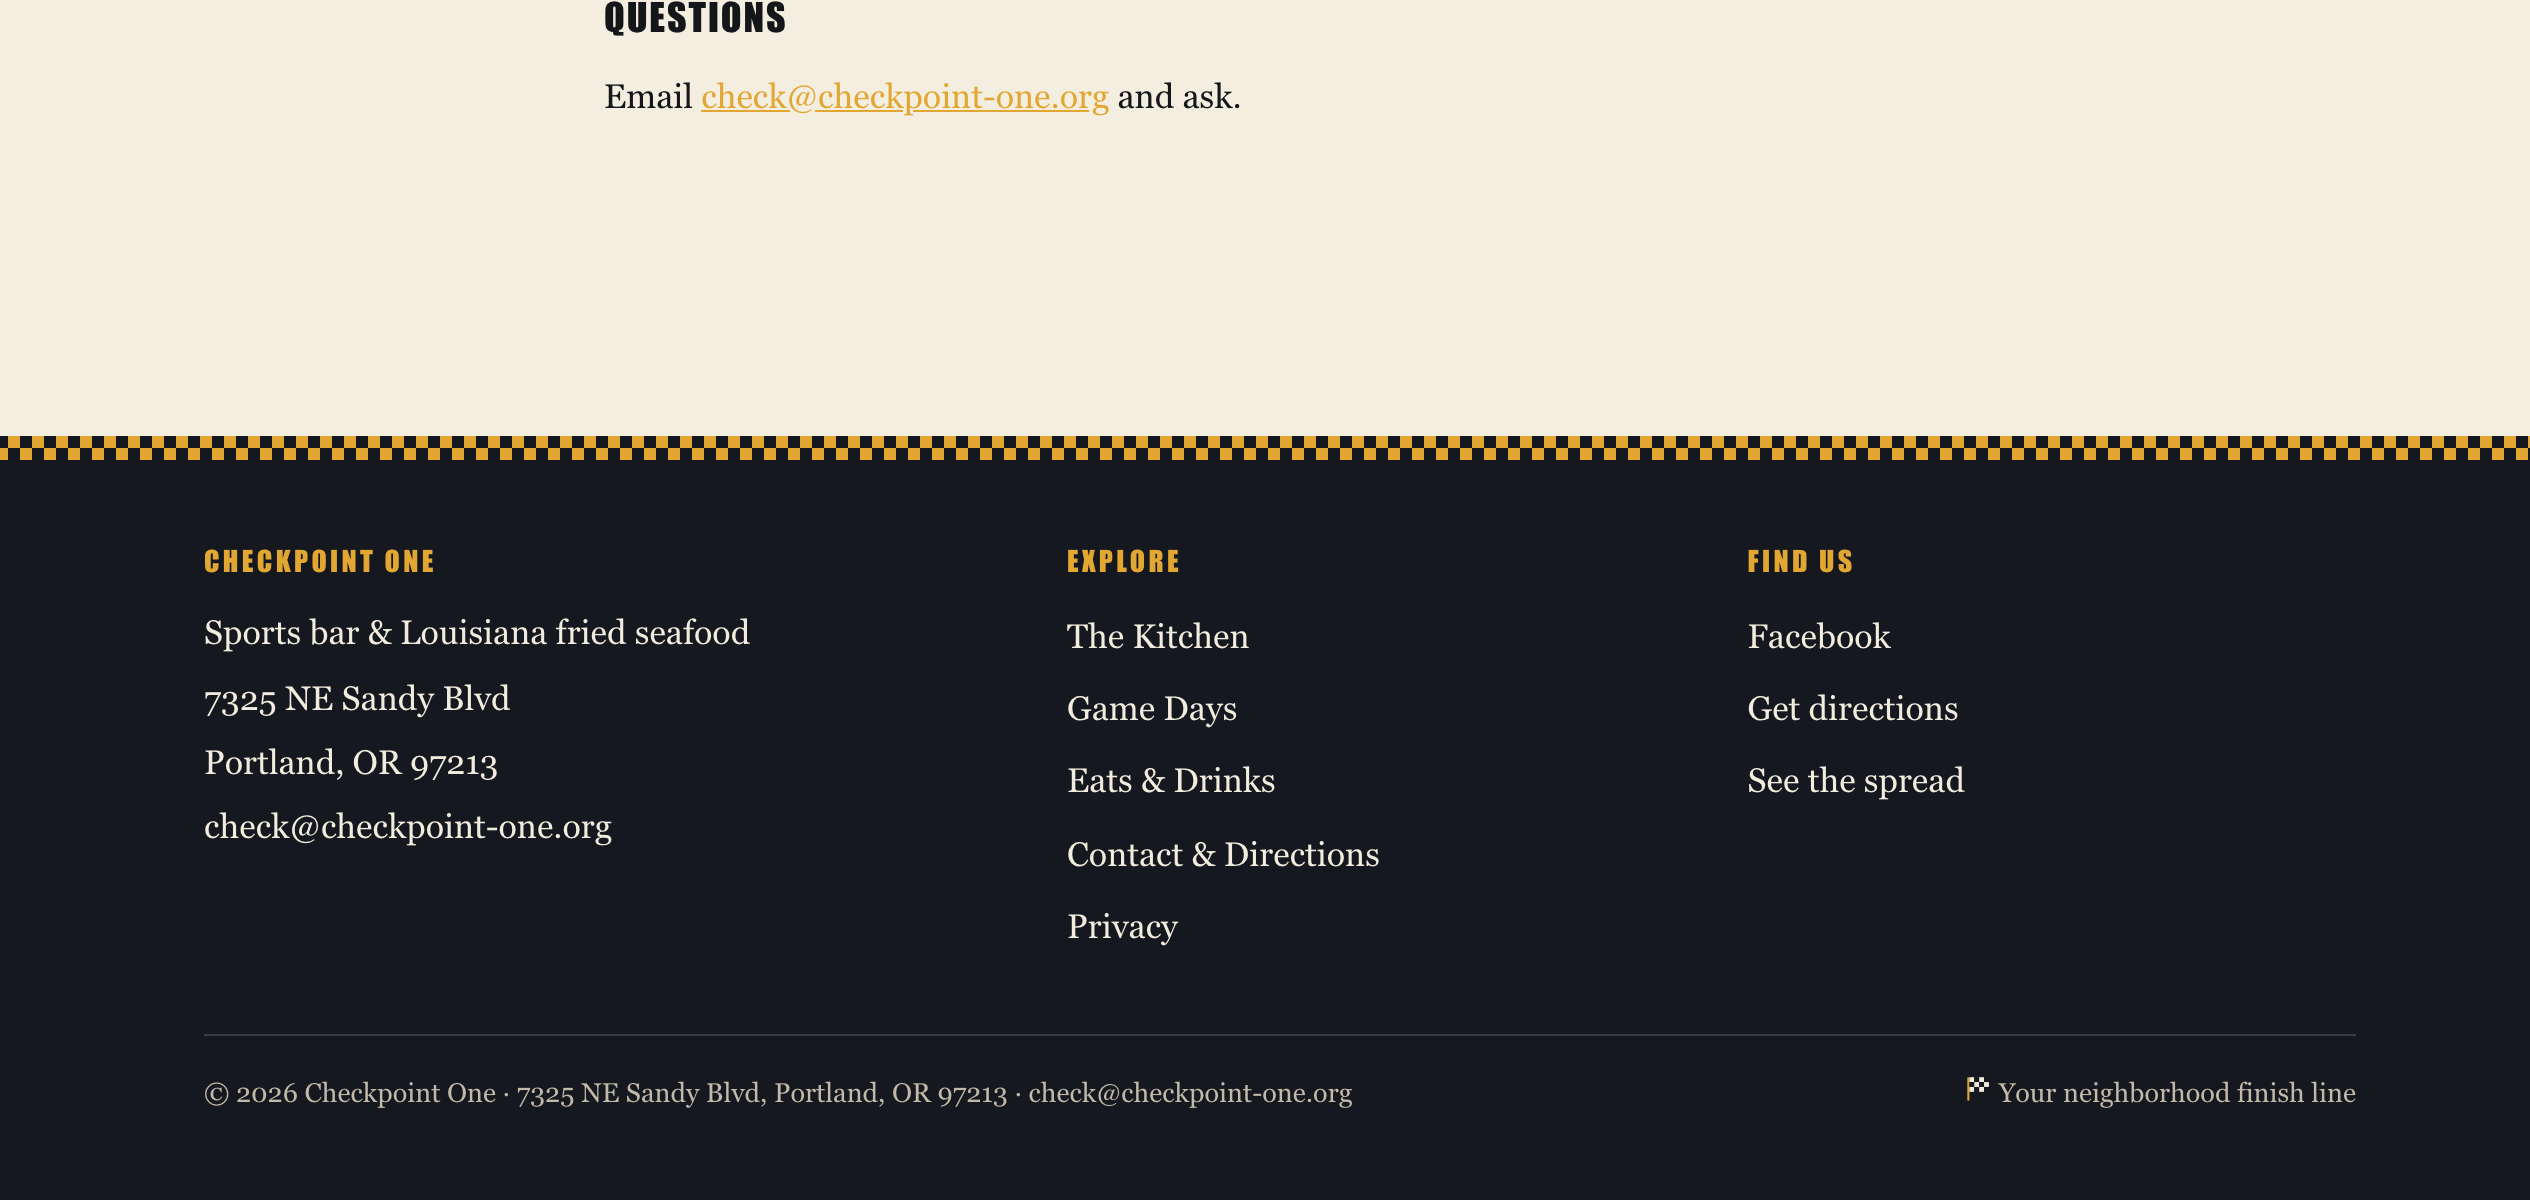 QUESTIONS
Email check@checkpoint-one.org and ask.
CHECKPOINT ONE
Sports bar & Louisiana fried seafood
7325 NE Sandy Blvd
Portland, OR 97213
check@checkpoint-one.org
EXPLORE
The Kitchen
Game Days
Eats & Drinks
Contact & Directions
Privacy
FIND US
Facebook
Get directions
See the spread
© 2026 Checkpoint One · 7325 NE Sandy Blvd, Portland, OR 97213 · check@checkpoint-one.org
Your neighborhood finish line